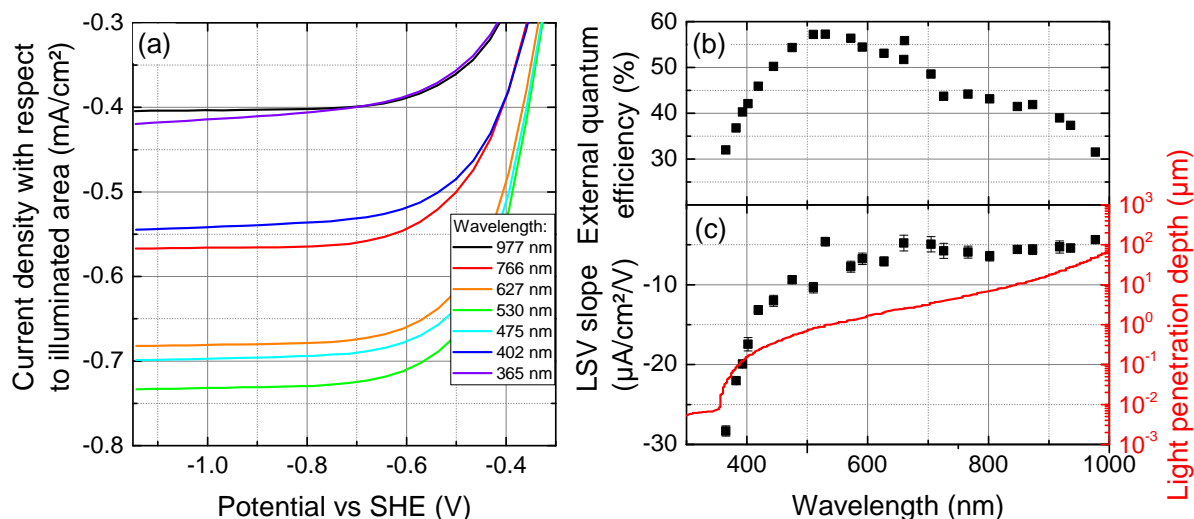 (a)
Current density with respect
to illuminated area (mA/cm²)
-0.3
-0.4
-0.5
-0.6
-0.7
-0.8
Wavelength:
977 nm
766 nm
627 nm
530 nm
475 nm
402 nm
365 nm
-1.0
-0.8
-0.6
-0.4
Potential vs SHE (V)
(b)
External quantum
efficiency (%)
60
50
40
30
(c)
LSV slope
(µA/cm²/V)
-10
-20
-30
10³
10²
10¹
10⁰
10⁻¹
10⁻²
10⁻³
Light penetration depth (µm)
400
600
800
1000
Wavelength (nm)